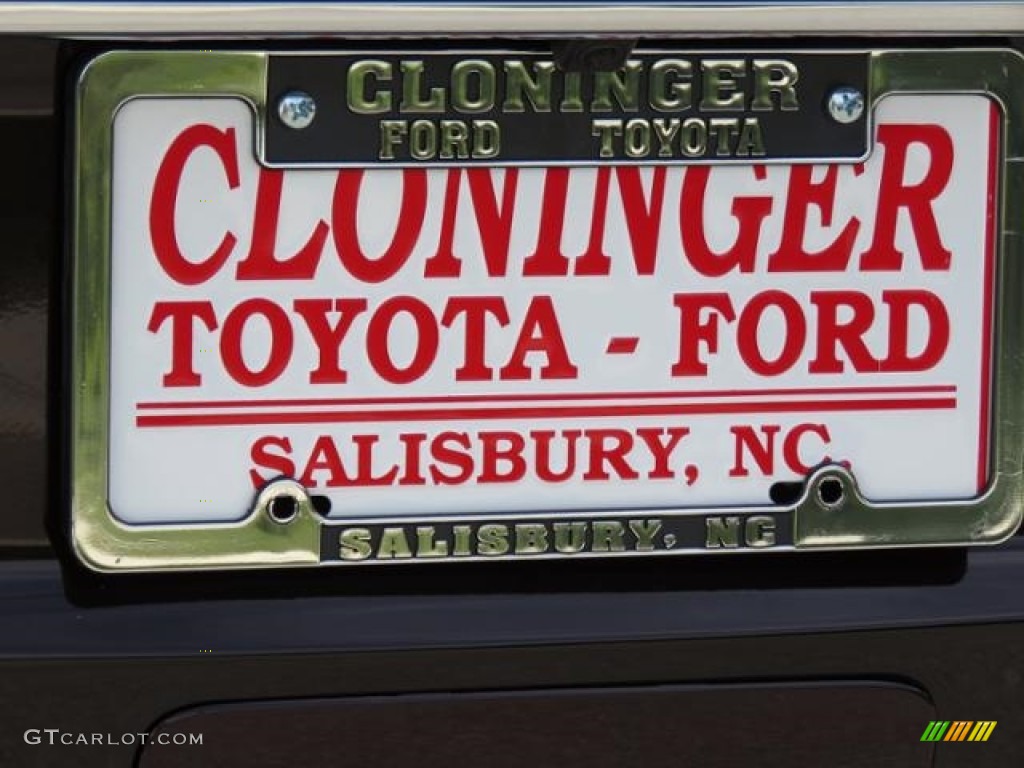 CLONINGER
FORD TOYOTA
CLONINGER
TOYOTA - FORD
SALISBURY, NC.
SALISBURY, NC
GTCARLOT.COM